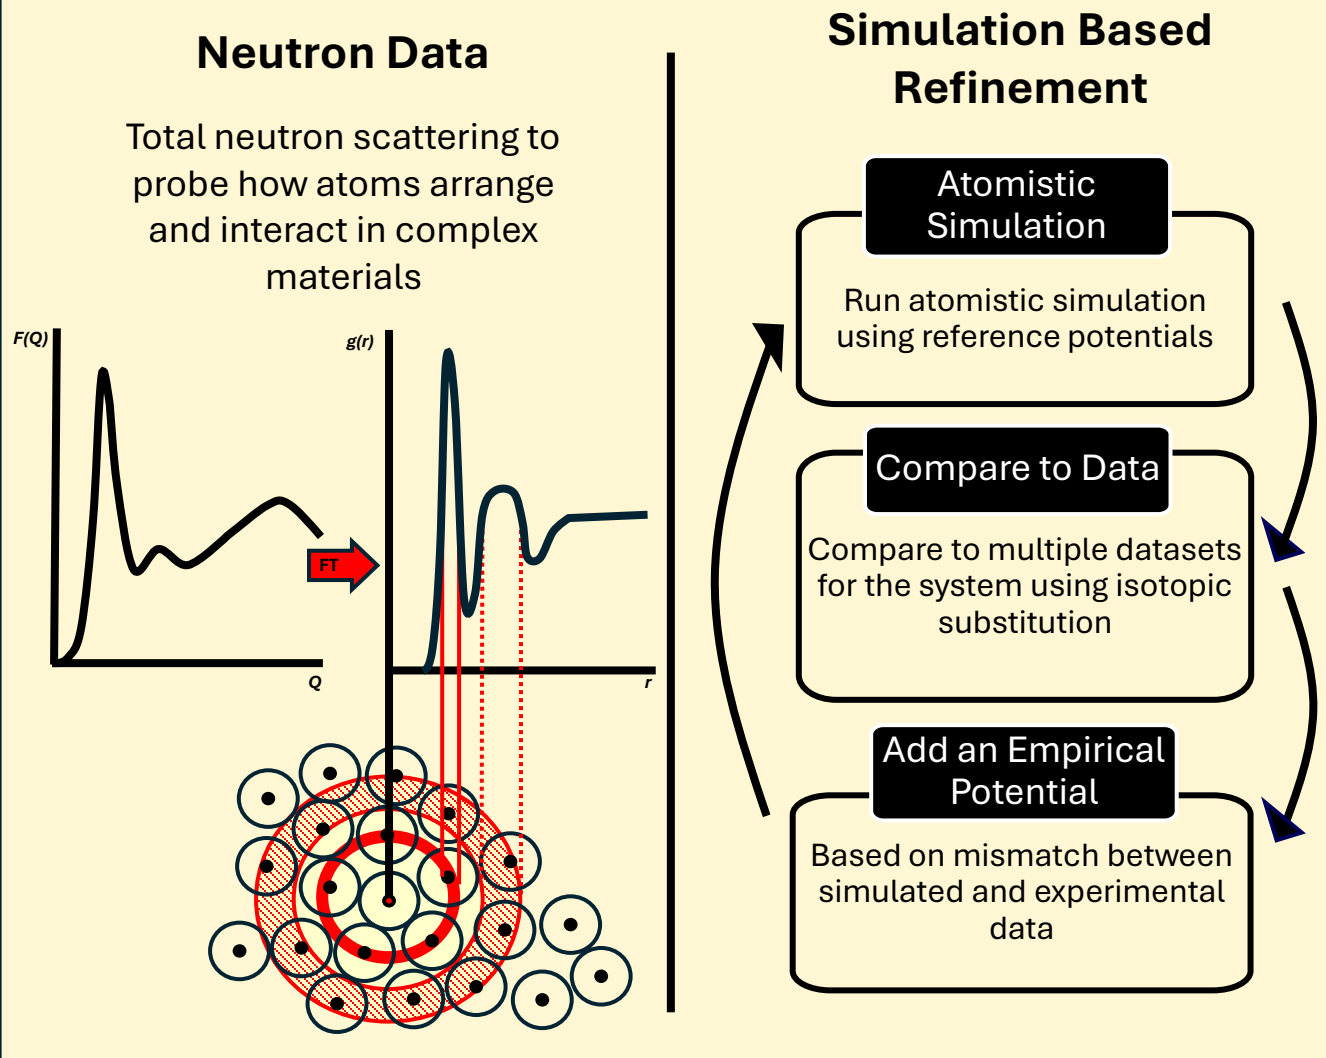 Neutron Data
Total neutron scattering to
probe how atoms arrange
and interact in complex
materials
F(Q)
Q
FT
g(r)
r
Simulation Based
Refinement
Atomistic
Simulation
Run atomistic simulation
using reference potentials
Compare to Data
Compare to multiple datasets
for the system using isotopic
substitution
Add an Empirical
Potential
Based on mismatch between
simulated and experimental
data